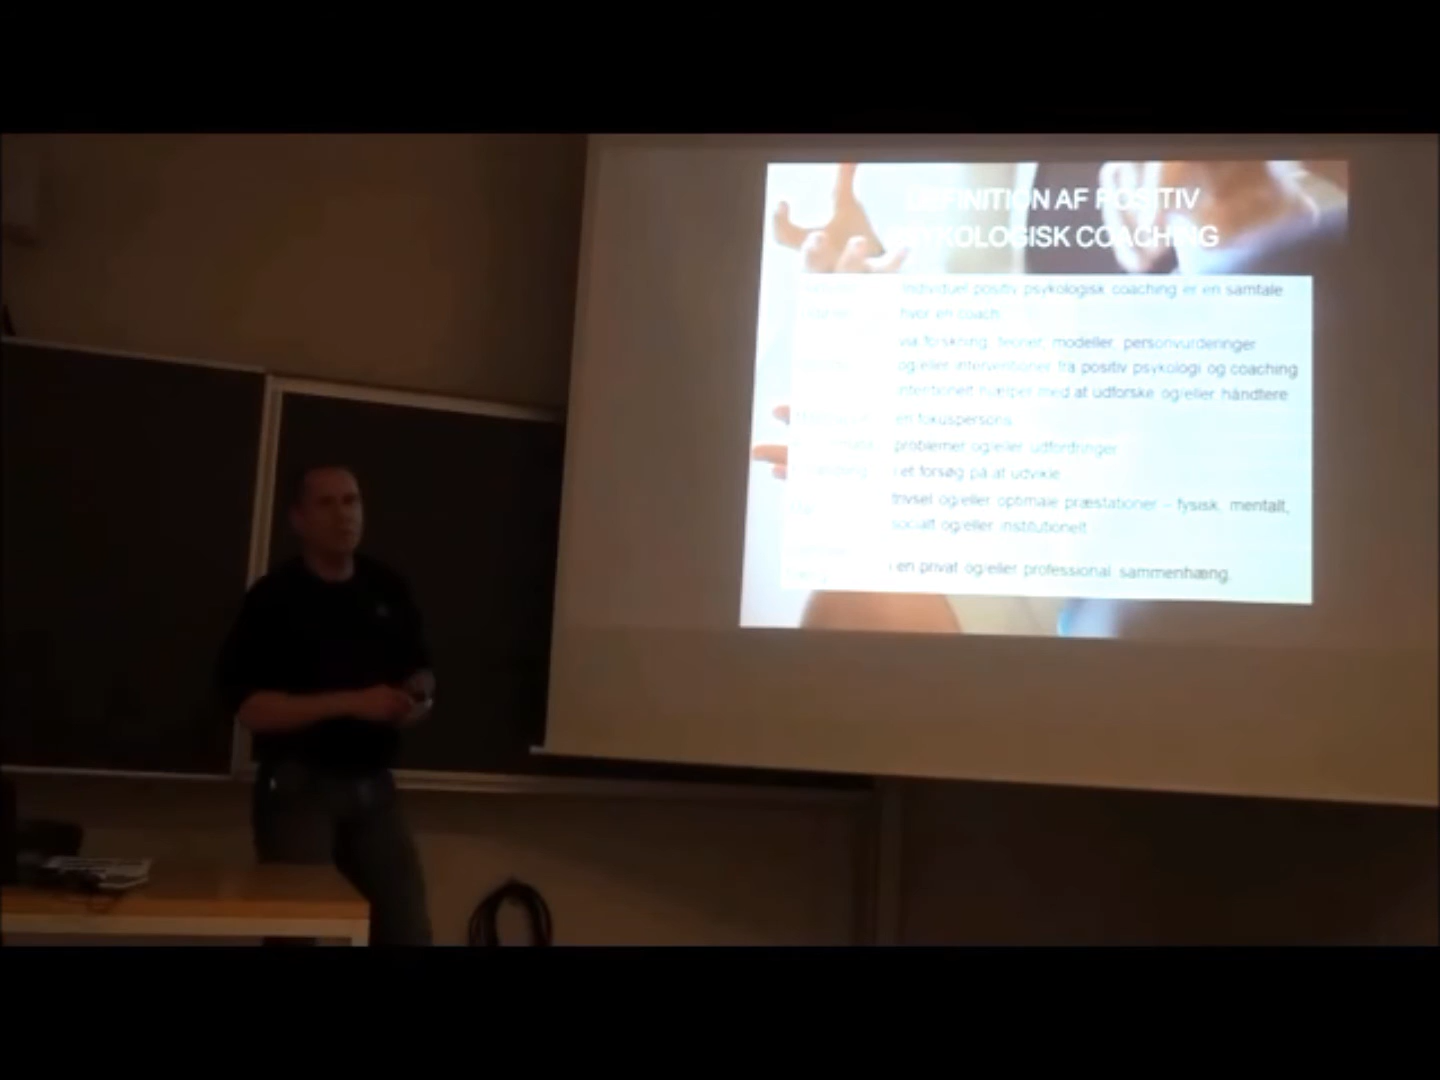 DEFINITION AF POSITIV
PSYKOLOGISK COACHING
Individuel positiv psykologisk coaching er en samtale
hvor en coach
via forskning, teorier, modeller, personvurderinger
og/eller interventioner fra positiv psykologi og coaching
intentionelt hjælper med at udforske og/eller håndtere
en fokuspersons
problemer og/eller udfordringer
i et forsøg på at udvikle
trivsel og/eller optimale præstationer – fysisk, mentalt,
socialt og/eller institutionelt
i en privat og/eller professional sammenhæng.